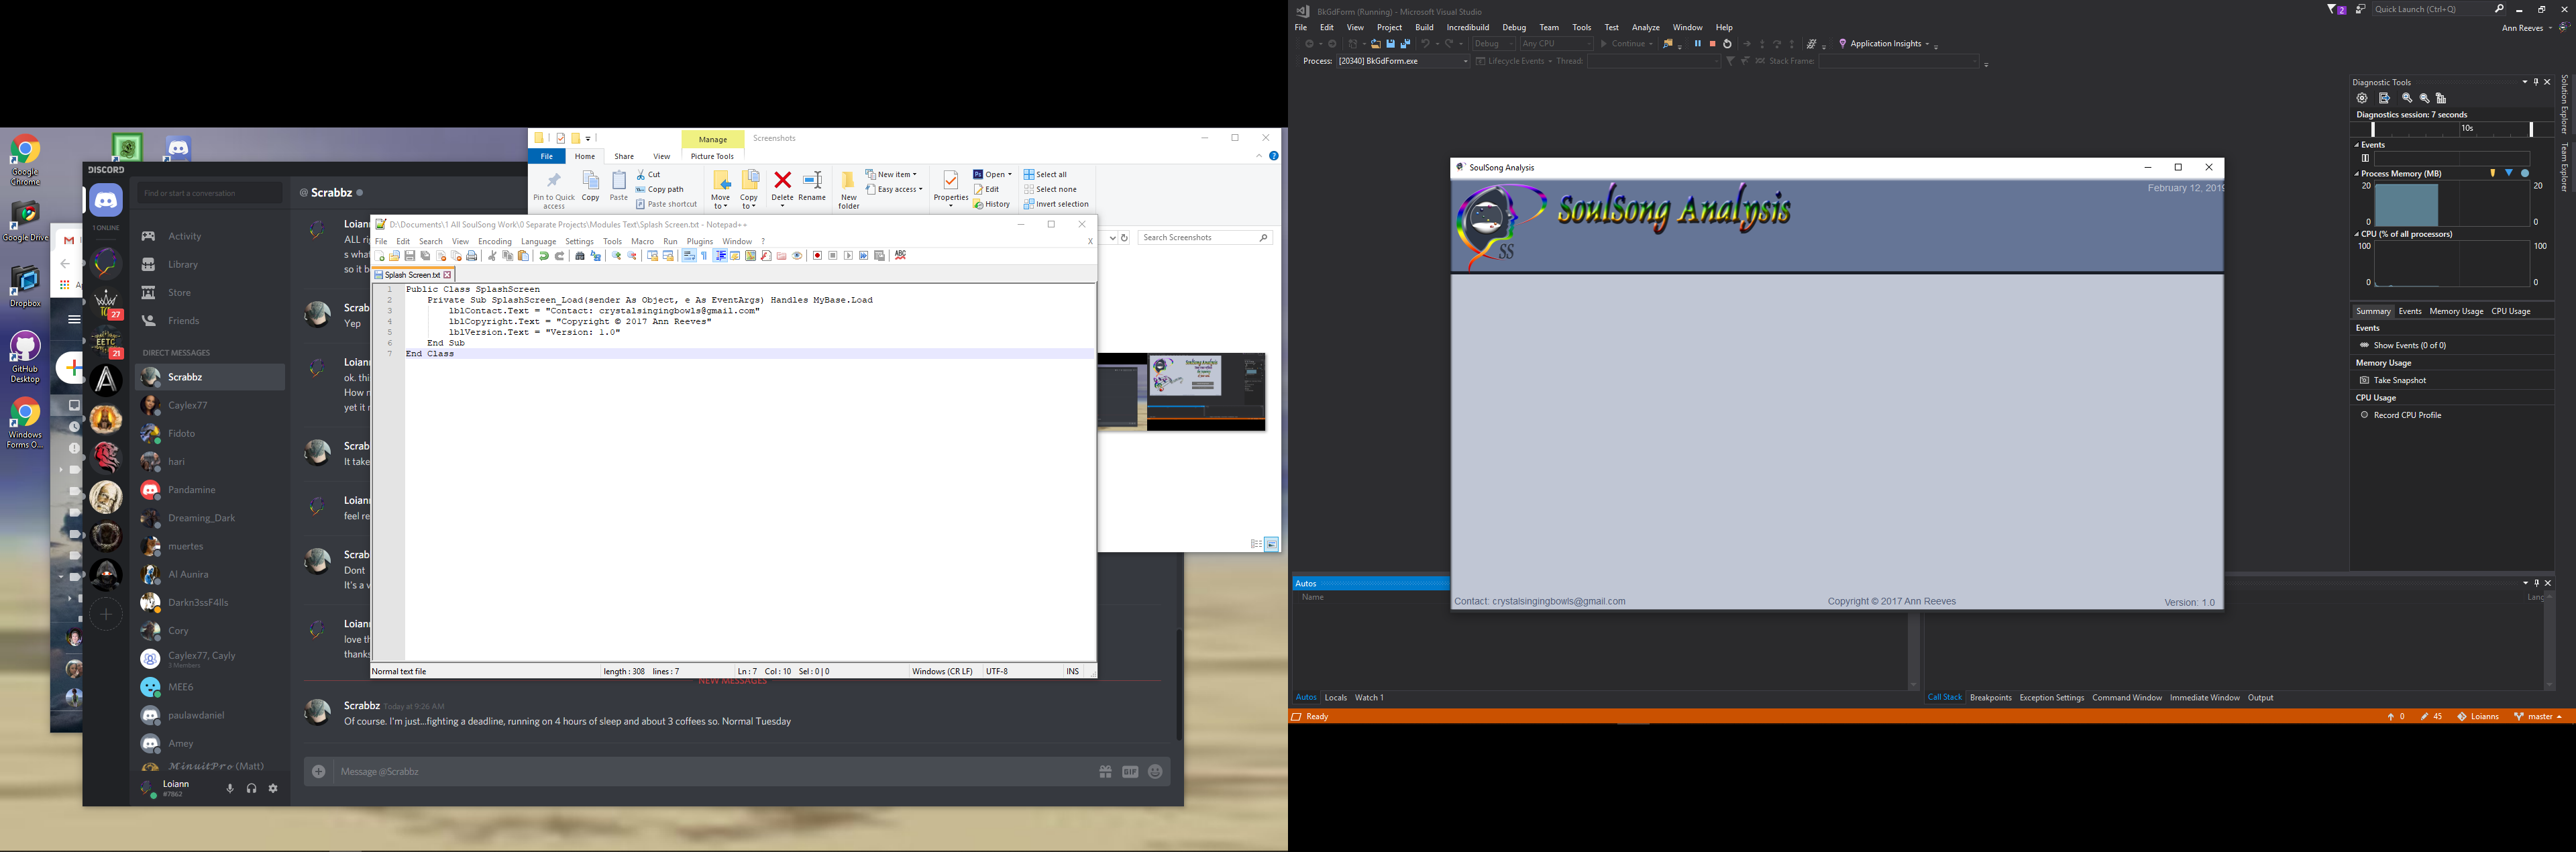 Google
Chrome
Google Drive
Dropbox
GitHub
Desktop
Windows
Forms O...
DISCORD
1 ONLINE
27
EETC
21
Find or start a conversation
Activity
Library
Store
Friends
DIRECT MESSAGES
Scrabbz
Caylex77
Fidoto
hari
Pandamine
Dreaming_Dark
muertes
Al Aunira
Darkn3ssF4lls
Cory
Caylex77, Cayly
3 Members
MEE6
paulawdaniel
Amey
MinuitPro (Matt)
Loiann
#7862
@ Scrabbz
Loiann
ALL rig
s what
so it b
Scrab
Yep
Loiann
ok. thi
How m
yet it r
Scrab
It take
Loiann
feel re
Scrab
Dont
It's a v
Loiann
love th
thanks
NEW MESSAGES
Scrabbz Today at 9:26 AM
Of course. I'm just...fighting a deadline, running on 4 hours of sleep and about 3 coffees so. Normal Tuesday
Message @Scrabbz
GIF
Manage Screenshots
File Home Share View Picture Tools
Pin to Quick
access
Copy
Paste
Cut
Copy path
Paste shortcut
Move
to
Copy
to
Delete
Rename
New
folder
New item
Easy access
Properties
Open
Edit
History
Select all
Select none
Invert selection
Search Screenshots
D:\Documents\1 All SoulSong Work\0 Separate Projects\Modules Text\Splash Screen.txt - Notepad++
File Edit Search View Encoding Language Settings Tools Macro Run Plugins Window ? X
Splash Screen.txt
1 Public Class SplashScreen
2 Private Sub SplashScreen_Load(sender As Object, e As EventArgs) Handles MyBase.Load
3 lblContact.Text = "Contact: crystalsingingbowls@gmail.com"
4 lblCopyright.Text = "Copyright © 2017 Ann Reeves"
5 lblVersion.Text = "Version: 1.0"
6 End Sub
7 End Class
Normal text file length : 308 lines : 7 Ln : 7 Col : 10 Sel : 0 | 0 Windows (CR LF) UTF-8 INS
BkGdForm (Running) - Microsoft Visual Studio
2 Quick Launch (Ctrl+Q)
File Edit View Project Build Incredibuild Debug Team Tools Test Analyze Window Help
Ann Reeves
Debug Any CPU Continue Application Insights
Process: [20340] BkGdForm.exe Lifecycle Events Thread: Stack Frame:
SoulSong Analysis
February 12, 2019
SoulSong Analysis
SS
Contact: crystalsingingbowls@gmail.com
Copyright © 2017 Ann Reeves
Version: 1.0
Diagnostic Tools
Diagnostics session: 7 seconds
10s
Events
Process Memory (MB)
20 20
0 0
CPU (% of all processors)
100 100
0 0
Summary Events Memory Usage CPU Usage
Events
Show Events (0 of 0)
Memory Usage
Take Snapshot
CPU Usage
Record CPU Profile
Solution Explorer
Team Explorer
Autos
Name
Lang
Autos Locals Watch 1
Call Stack Breakpoints Exception Settings Command Window Immediate Window Output
Ready
0 45 Loianns master